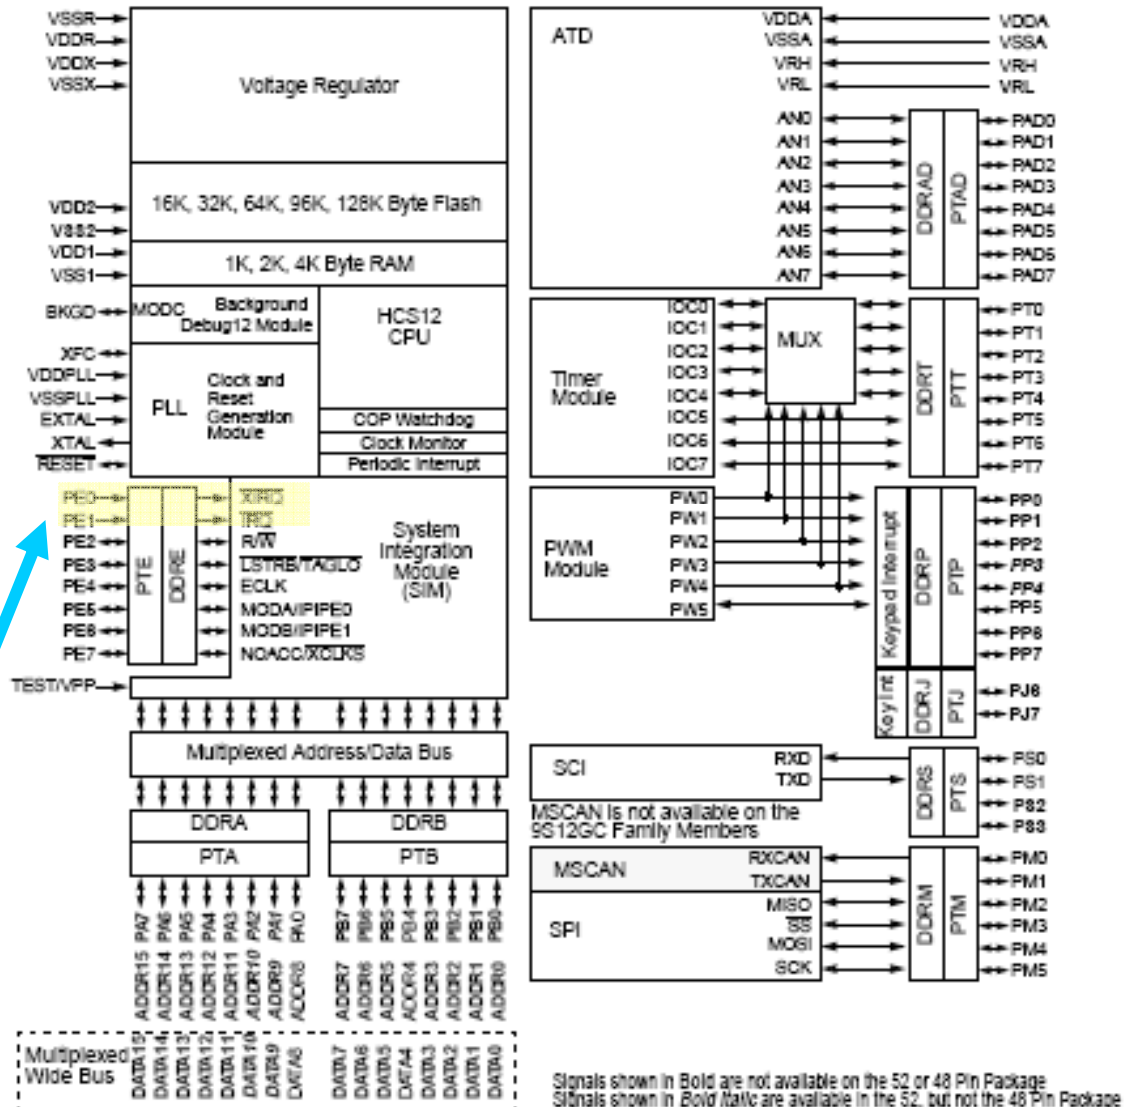 VSSR
VDDR
VDDX
VSSX
Voltage Regulator
VDD2
VSS2
16K, 32K, 64K, 96K, 128K Byte Flash
VDD1
VSS1
1K, 2K, 4K Byte RAM
BKGD
MODC
Background
Debug12 Module
HCS12
CPU
XFC
VDDPLL
VSSPLL
EXTAL
XTAL
RESET
PLL
Clock and
Reset
Generation
Module
COP Watchdog
Clock Monitor
Periodic Interrupt
PE0
PE1
PE2
PE3
PE4
PE5
PE6
PE7
PTE
DDRE
XIRQ
IRQ
R/W
LSTRB/TAGLO
ECLK
MODA/IPIPE0
MODB/IPIPE1
NOACC/XCLKS
System
Integration
Module
(SIM)
TEST/VPP
Multiplexed Address/Data Bus
DDRA
DDRB
PTA
PTB
PA7
PA6
PA5
PA4
PA3
PA2
PA1
PA0
PB7
PB6
PB5
PB4
PB3
PB2
PB1
PB0
ADDR15
ADDR14
ADDR13
ADDR12
ADDR11
ADDR10
ADDR9
ADDR8
ADDR7
ADDR6
ADDR5
ADDR4
ADDR3
ADDR2
ADDR1
ADDR0
Multiplexed
Wide Bus
DATA15
DATA14
DATA13
DATA12
DATA11
DATA10
DATA9
DATA8
DATA7
DATA6
DATA5
DATA4
DATA3
DATA2
DATA1
DATA0
ATD
VDDA
VSSA
VRH
VRL
VDDA
VSSA
VRH
VRL
AN0
AN1
AN2
AN3
AN4
AN5
AN6
AN7
DDRAD
PTAD
PAD0
PAD1
PAD2
PAD3
PAD4
PAD5
PAD6
PAD7
Timer
Module
IOC0
IOC1
IOC2
IOC3
IOC4
IOC5
IOC6
IOC7
MUX
DDRT
PTT
PT0
PT1
PT2
PT3
PT4
PT5
PT6
PT7
PWM
Module
PW0
PW1
PW2
PW3
PW4
PW5
Keypad Interrupt
DDRP
PTP
PP0
PP1
PP2
PP3
PP4
PP5
PP6
PP7
Key Int
DDRJ
PTJ
PJ6
PJ7
SCI
RXD
TXD
DDRS
PTS
PS0
PS1
PS2
PS3
MSCAN is not available on the
9S12GC Family Members
MSCAN
RXCAN
TXCAN
SPI
MISO
SS
MOSI
SCK
DDRM
PTM
PM0
PM1
PM2
PM3
PM4
PM5
Signals shown in Bold are not available on the 52 or 48 Pin Package
Signals shown in Bold Italic are available in the 52, but not the 48 Pin Package